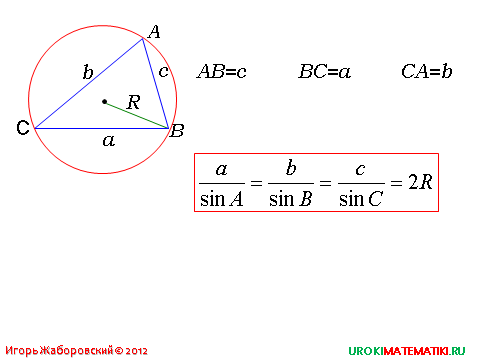 A
b
c
R
C
B
a
AB=c BC=a CA=b
a/sin A = b/sin B = c/sin C = 2R
Игорь Жаборовский © 2012
UROKIMATEMATIKI.RU